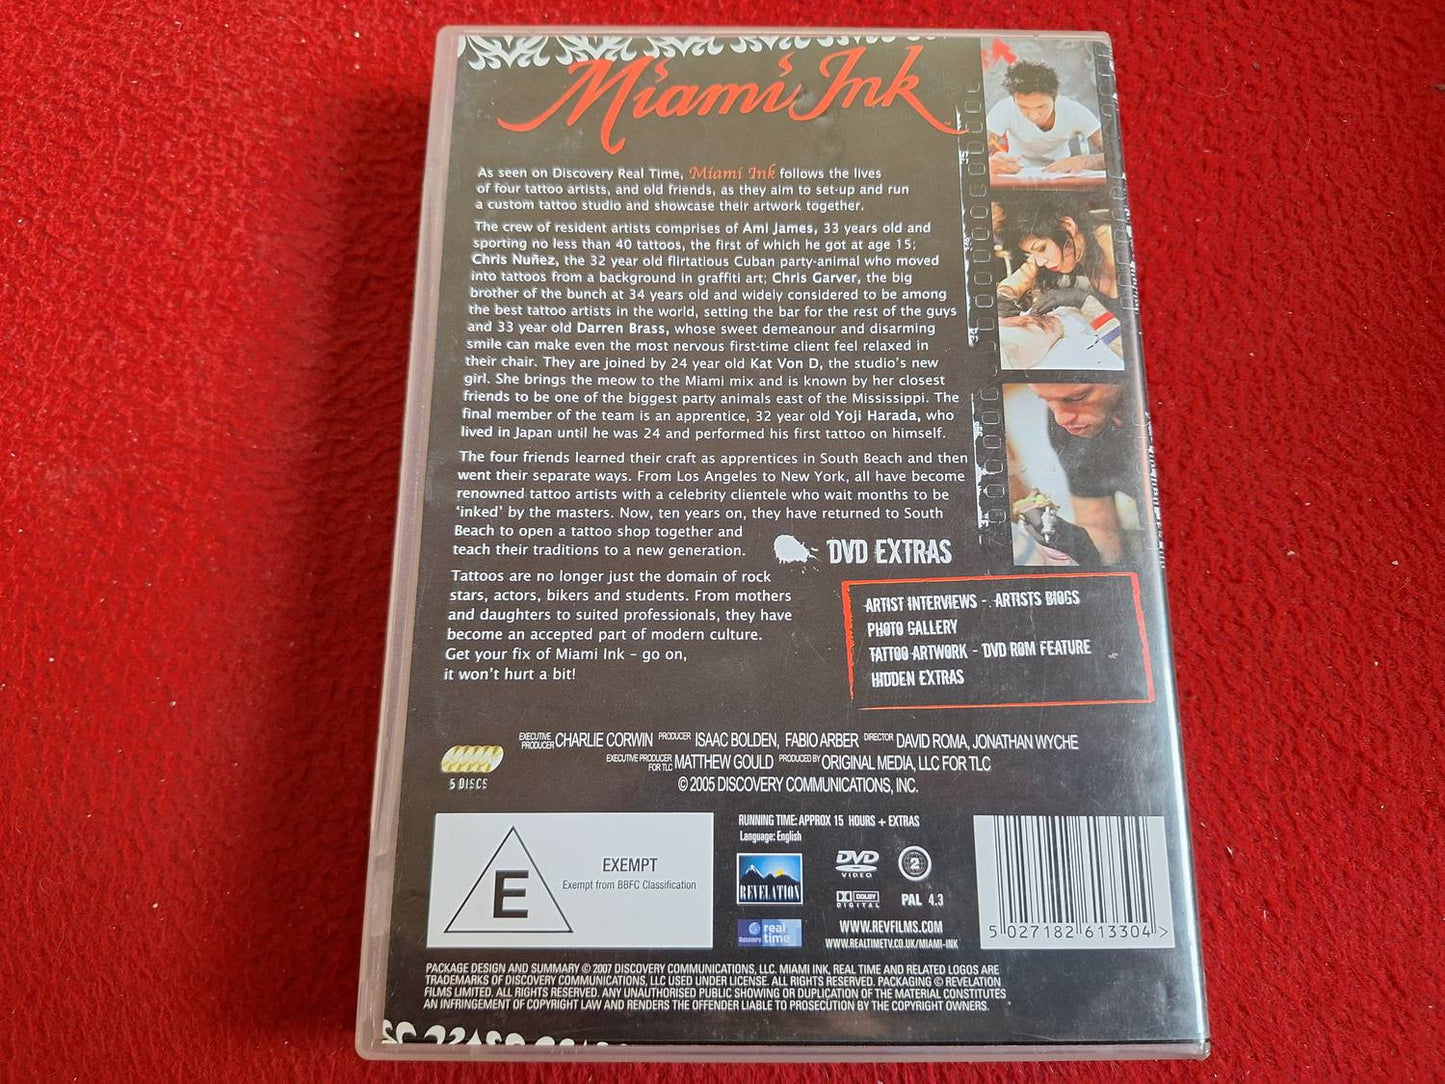 Miami Ink
As seen on Discovery Real Time, Miami Ink follows the lives
of four tattoo artists, and old friends, as they aim to set-up and run
a custom tattoo studio and showcase their artwork together.
The crew of resident artists comprises of Ami James, 33 years old and
sporting no less than 40 tattoos, the first of which he got at age 15;
Chris Nuñez, the 32 year old flirtatious Cuban party-animal who moved
into tattoos from a background in graffiti art; Chris Garver, the big
brother of the bunch at 34 years old and widely considered to be among
the best tattoo artists in the world, setting the bar for the rest of the guys
and 33 year old Darren Brass, whose sweet demeanour and disarming
smile can make even the most nervous first-time client feel relaxed in
their chair. They are joined by 24 year old Kat Von D, the studio's new
girl. She brings the meow to the Miami mix and is known by her closest
friends to be one of the biggest party animals east of the Mississippi. The
final member of the team is an apprentice, 32 year old Yoji Harada, who
lived in Japan until he was 24 and performed his first tattoo on himself.
The four friends learned their craft as apprentices in South Beach and then
went their separate ways. From Los Angeles to New York, all have become
renowned tattoo artists with a celebrity clientele who wait months to be
'inked' by the masters. Now, ten years on, they have returned to South
Beach to open a tattoo shop together and
teach their traditions to a new generation.
Tattoos are no longer just the domain of rock
stars, actors, bikers and students. From mothers
and daughters to suited professionals, they have
become an accepted part of modern culture.
Get your fix of Miami Ink – go on,
it won't hurt a bit!
DVD EXTRAS
ARTIST INTERVIEWS - ARTISTS BIOGS
PHOTO GALLERY
TATTOO ARTWORK - DVD ROM FEATURE
HIDDEN EXTRAS
5 DISCS
EXECUTIVE PRODUCER CHARLIE CORWIN PRODUCER ISAAC BOLDEN, FABIO ARBER DIRECTOR DAVID ROMA, JONATHAN WYCHE
EXECUTIVE PRODUCER FOR TLC MATTHEW GOULD PRODUCED BY ORIGINAL MEDIA, LLC FOR TLC
© 2005 DISCOVERY COMMUNICATIONS, INC.
E
EXEMPT
Exempt from BBFC Classification
RUNNING TIME: APPROX 15 HOURS + EXTRAS
Language: English
REVELATION
DVD
VIDEO
2
DOLBY
DIGITAL
PAL 4.3
Discovery
real
time
WWW.REVFILMS.COM
WWW.REALTIMETV.CO.UK/MIAMI-INK
5 027182 613304 >
PACKAGE DESIGN AND SUMMARY © 2007 DISCOVERY COMMUNICATIONS, LLC. MIAMI INK, REAL TIME AND RELATED LOGOS ARE
TRADEMARKS OF DISCOVERY COMMUNICATIONS, LLC USED UNDER LICENSE. ALL RIGHTS RESERVED. PACKAGING © REVELATION
FILMS LIMITED. ALL RIGHTS RESERVED. ANY UNAUTHORISED PUBLIC SHOWING OR DUPLICATION OF THE MATERIAL CONSTITUTES
AN INFRINGEMENT OF COPYRIGHT LAW AND RENDERS THE OFFENDER LIABLE TO PROSECUTION BY THE COPYRIGHT OWNERS.